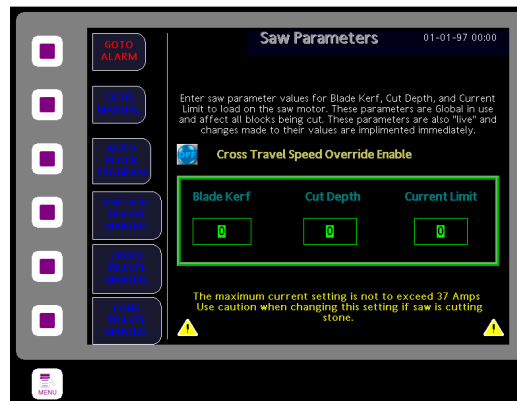 Saw Parameters
01-01-97 00:00
GOTO
ALARM
GOTO
MANUAL
GOTO
BLOCK
PROGRAM
VERTICAL
TRAVEL
MANUAL
CROSS
TRAVEL
MANUAL
LONG
TRAVEL
MANUAL
Enter saw parameter values for Blade Kerf, Cut Depth, and Current
Limit to load on the saw motor. These parameters are Global in use
and affect all blocks being cut. These parameters are also "live" and
changes made to their values are implimented immediately.
OFF
Cross Travel Speed Override Enable
Blade Kerf
Cut Depth
Current Limit
0
0
0
The maximum current setting is not to exceed 37 Amps
Use caution when changing this setting if saw is cutting
stone.
!
!
MENU